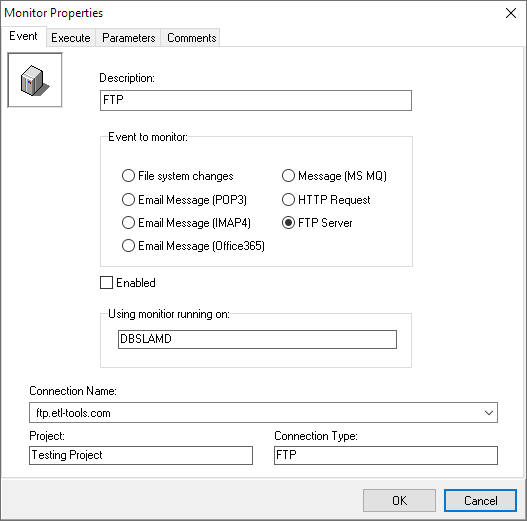 Monitor Properties
Event Execute Parameters Comments
Description:
FTP
Event to monitor:
File system changes
Message (MS MQ)
Email Message (POP3)
HTTP Request
Email Message (IMAP4)
FTP Server
Email Message (Office365)
Enabled
Using monitior running on:
DBSLAMD
Connection Name:
ftp.etl-tools.com
Project:
Connection Type:
Testing Project
FTP
OK
Cancel